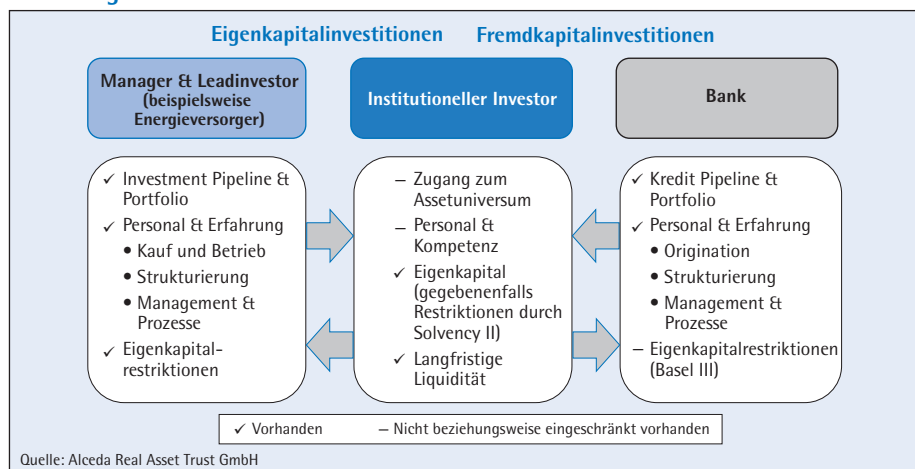 Eigenkapitalinvestitionen Fremdkapitalinvestitionen
Manager & Leadinvestor
(beispielsweise
Energieversorger)
Institutioneller Investor
Bank
✓ Investment Pipeline &
Portfolio
✓ Personal & Erfahrung
• Kauf und Betrieb
• Strukturierung
• Management &
Prozesse
✓ Eigenkapital-
restriktionen
– Zugang zum
Assetuniversum
– Personal &
Kompetenz
✓ Eigenkapital
(gegebenenfalls
Restriktionen durch
Solvency II)
✓ Langfristige
Liquidität
✓ Kredit Pipeline &
Portfolio
✓ Personal & Erfahrung
• Origination
• Strukturierung
• Management &
Prozesse
– Eigenkapitalrestriktionen
(Basel III)
✓ Vorhanden – Nicht beziehungsweise eingeschränkt vorhanden
Quelle: Alceda Real Asset Trust GmbH